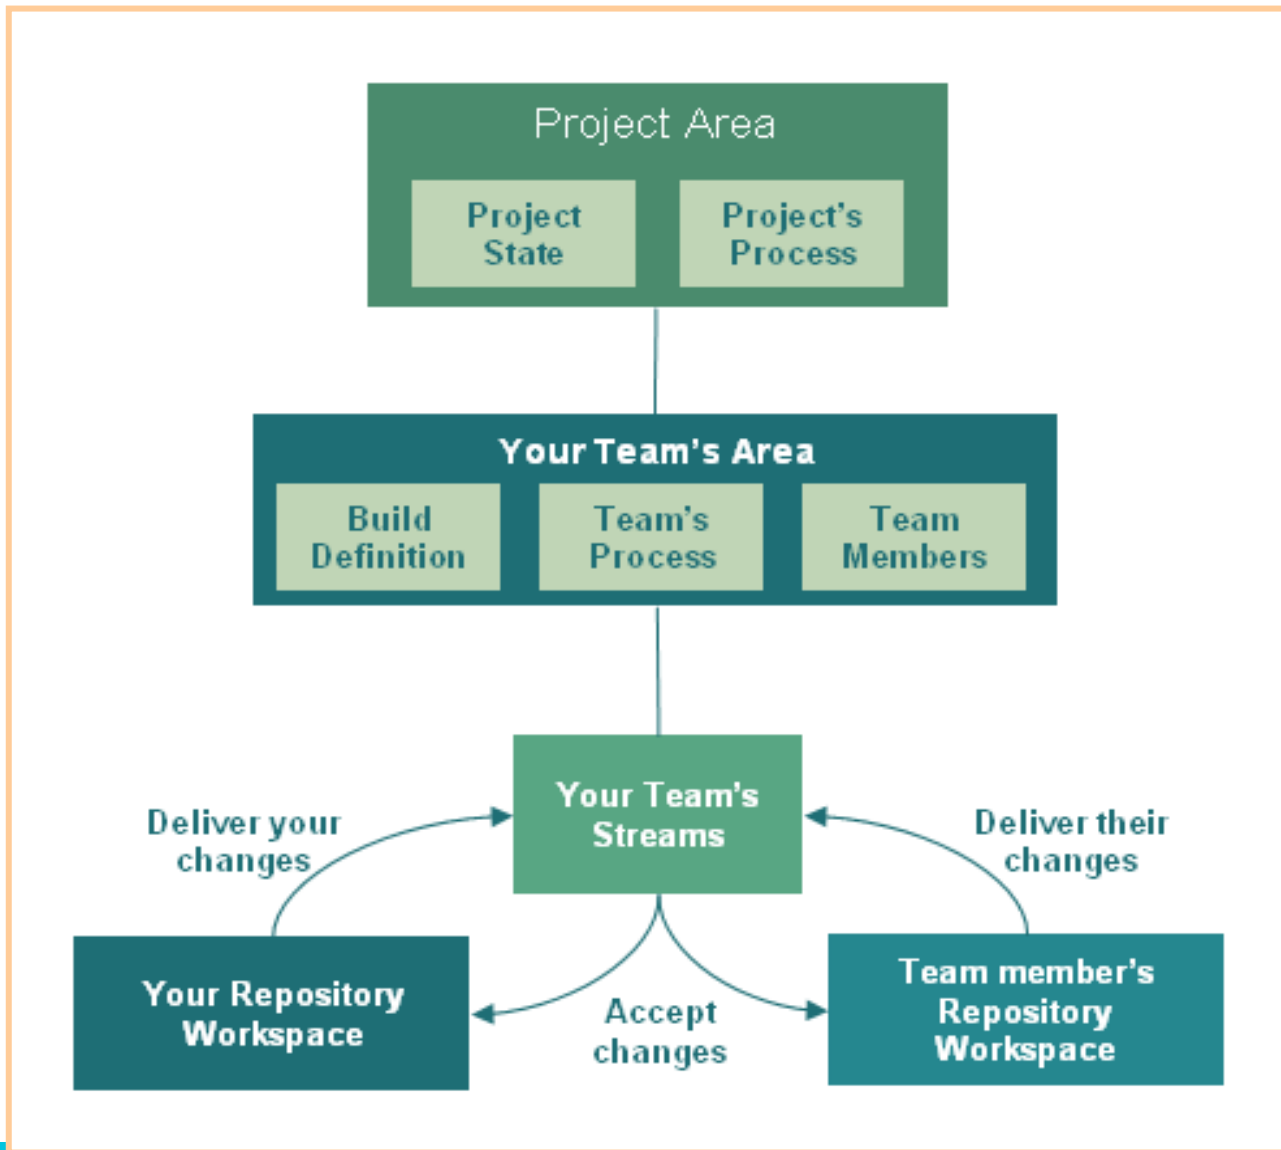 Project Area
Project
State
Project's
Process
Your Team's Area
Build
Definition
Team's
Process
Team
Members
Your Team's
Streams
Deliver your
changes
Deliver their
changes
Your Repository
Workspace
Accept
changes
Team member's
Repository
Workspace